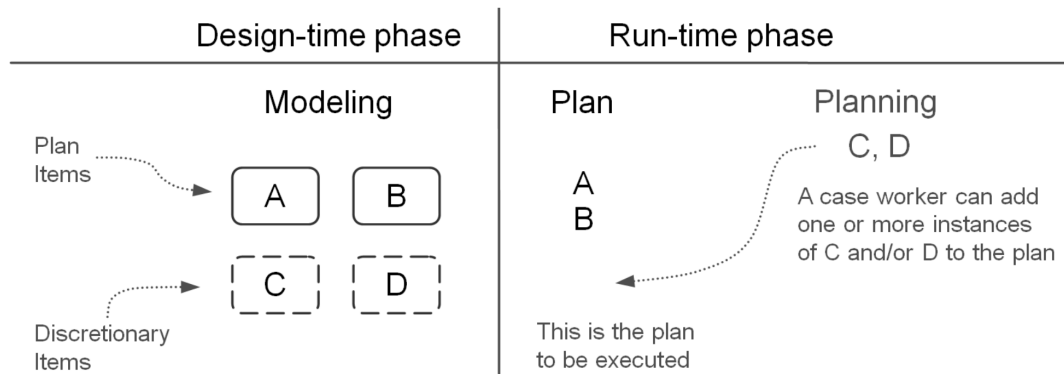 Design-time phase
Run-time phase
Modeling
Plan
Items
A
B
C
D
Discretionary
Items
Plan
A
B
This is the plan
to be executed
Planning
C, D
A case worker can add
one or more instances
of C and/or D to the plan